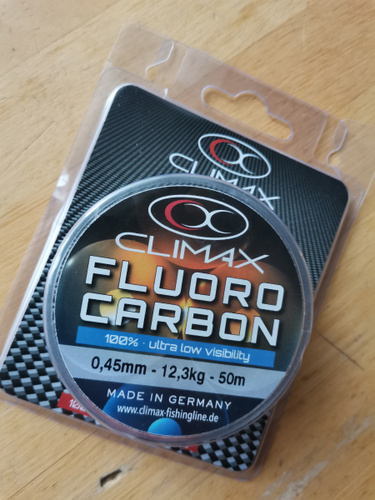 CLIMAX
CLIMAX
FLUORO
CARBON
100% · ultra low visibility
0,45mm - 12,3kg - 50m
MADE IN GERMANY
www.climax-fishingline.de